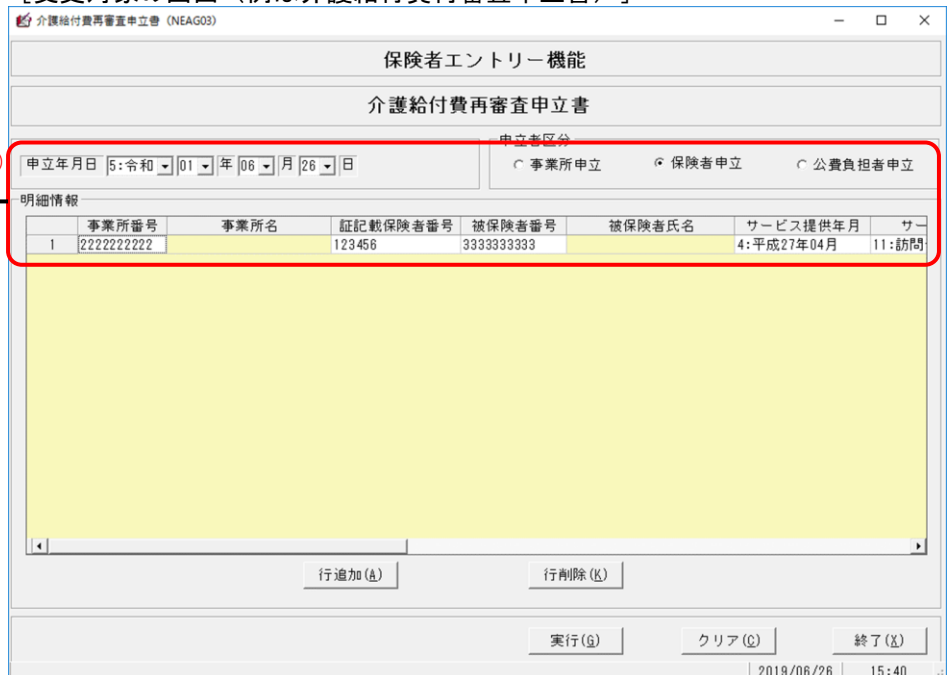 介護給付費再審査申立書 (NEAG03)
保険者エントリー機能
介護給付費再審査申立書
申立者区分
申立年月日 5:令和 01 年 06 月 26 日
事業所申立 保険者申立 公費負担者申立
明細情報
事業所番号 事業所名 証記載保険者番号 被保険者番号 被保険者氏名 サービス提供年月 サー
1 2222222222 123456 3333333333 4:平成27年04月 11:訪問
行追加(A) 行削除(K)
実行(G) クリア(C) 終了(X)
2019/06/26 15:40